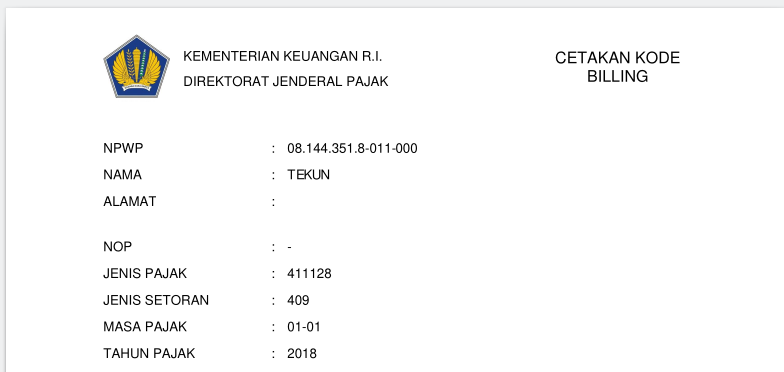 KEMENTERIAN KEUANGAN R.I.
DIREKTORAT JENDERAL PAJAK
CETAKAN KODE
BILLING
NPWP : 08.144.351.8-011-000
NAMA : TEKUN
ALAMAT :
NOP : -
JENIS PAJAK : 411128
JENIS SETORAN : 409
MASA PAJAK : 01-01
TAHUN PAJAK : 2018